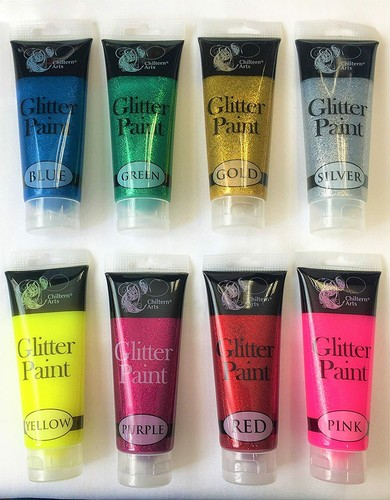 Chiltern®
Arts
Glitter
Paint
BLUE
Chiltern®
Arts
Glitter
Paint
GREEN
Chiltern®
Arts
Glitter
Paint
GOLD
Chiltern®
Arts
Glitter
Paint
SILVER
Chiltern®
Arts
Glitter
Paint
YELLOW
Chiltern®
Arts
Glitter
Paint
PURPLE
Chiltern®
Arts
Glitter
Paint
RED
Chiltern®
Arts
Glitter
Paint
PINK